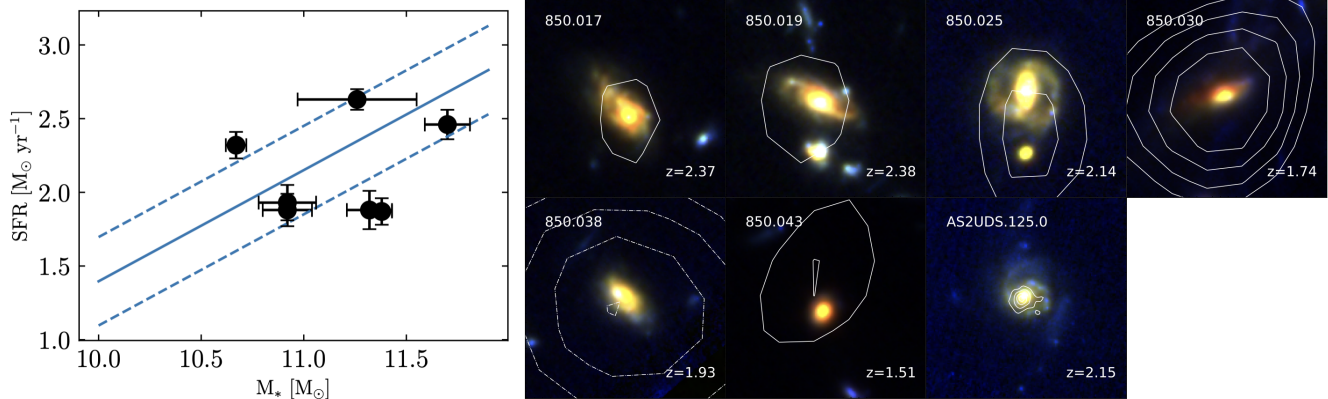 3.0
2.5
2.0
1.5
1.0
SFR [M⊙ yr⁻¹]
10.0 10.5 11.0 11.5
M* [M⊙]
850.017
z=2.37
850.019
z=2.38
850.025
z=2.14
850.030
z=1.74
850.038
z=1.93
850.043
z=1.51
AS2UDS.125.0
z=2.15